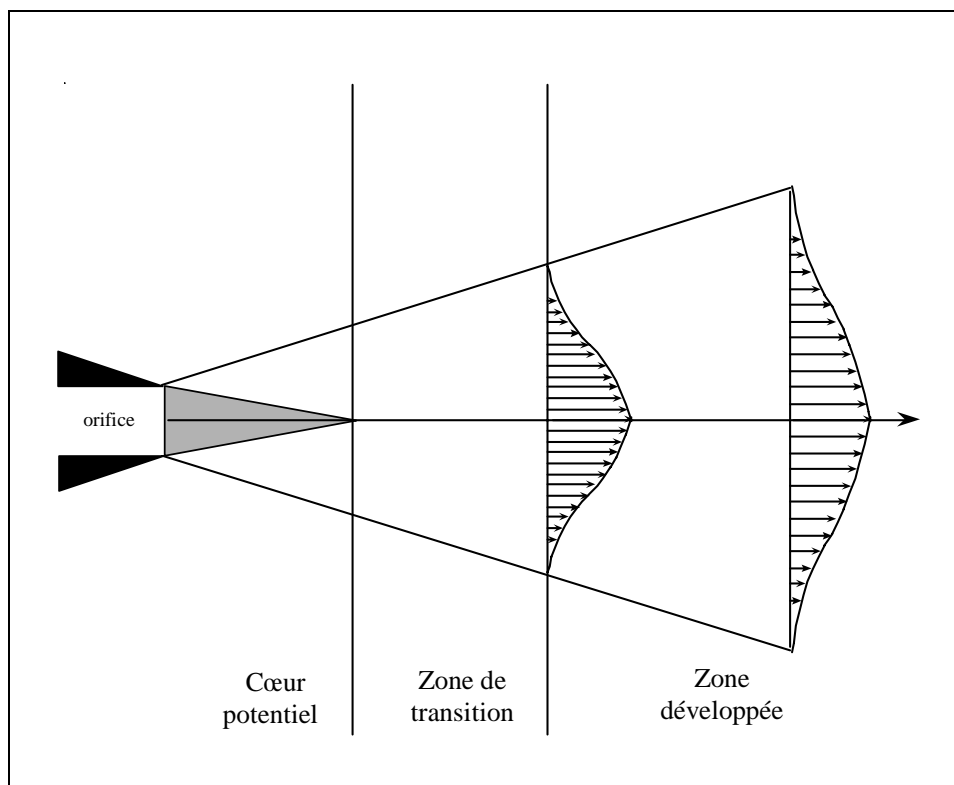 orifice
Cœur
potentiel
Zone de
transition
Zone
développée